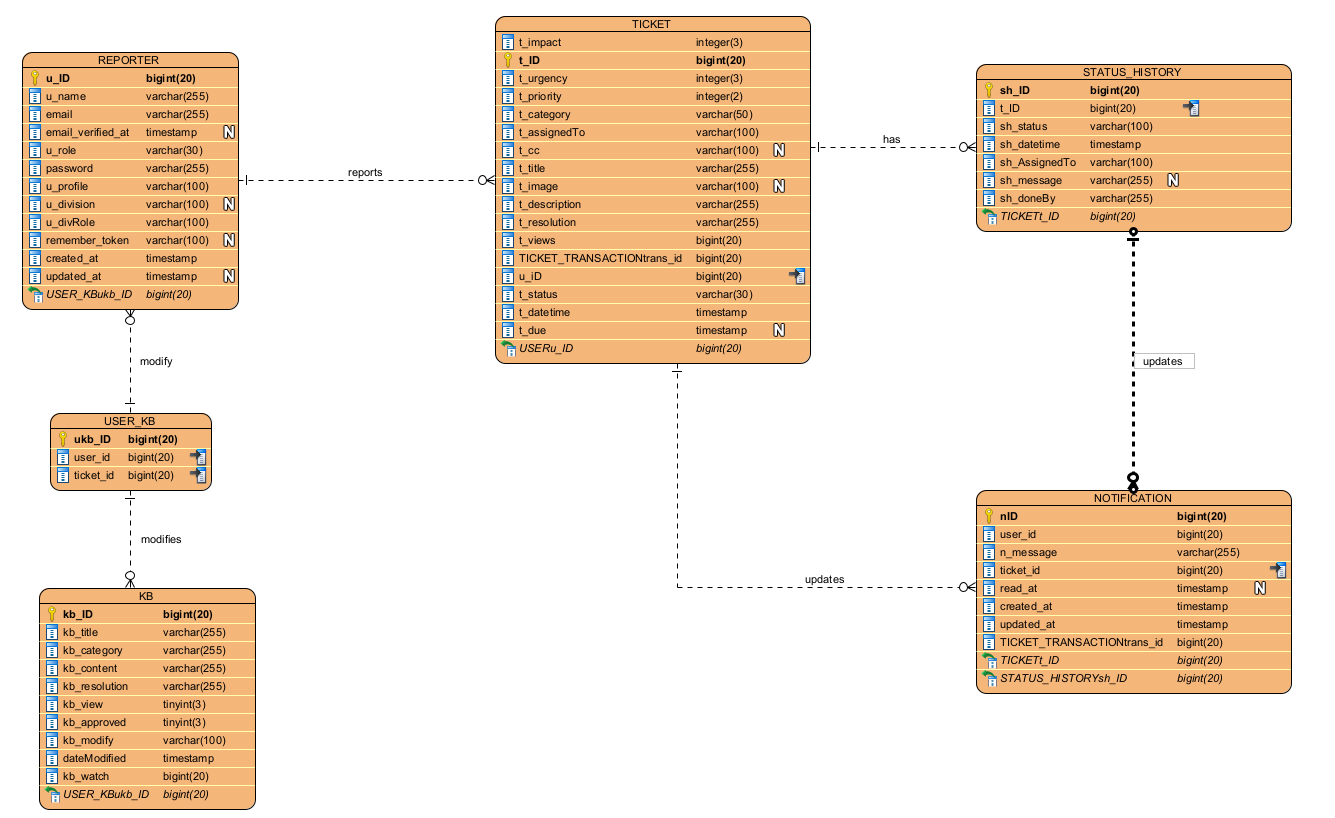 REPORTER
u_ID bigint(20)
u_name varchar(255)
email varchar(255)
email_verified_at timestamp N
u_role varchar(30)
password varchar(255)
u_profile varchar(100)
u_division varchar(100) N
u_divRole varchar(100)
remember_token varchar(100) N
created_at timestamp
updated_at timestamp N
USER_KBukb_ID bigint(20)
reports
TICKET
t_impact integer(3)
t_ID bigint(20)
t_urgency integer(3)
t_priority integer(2)
t_category varchar(50)
t_assignedTo varchar(100)
t_cc varchar(100) N
t_title varchar(255)
t_image varchar(100) N
t_description varchar(255)
t_resolution varchar(255)
t_views bigint(20)
TICKET_TRANSACTIONtrans_id bigint(20)
u_iD bigint(20)
t_status varchar(30)
t_datetime timestamp
t_due timestamp N
USERu_ID bigint(20)
has
STATUS_HISTORY
sh_ID bigint(20)
t_ID bigint(20)
sh_status varchar(100)
sh_datetime timestamp
sh_AssignedTo varchar(100)
sh_message varchar(255) N
sh_doneBy varchar(255)
TICKETt_ID bigint(20)
modify
updates
USER_KB
ukb_ID bigint(20)
user_id bigint(20)
ticket_id bigint(20)
modifies
updates
NOTIFICATION
nID bigint(20)
user_id bigint(20)
n_message varchar(255)
ticket_id bigint(20)
read_at timestamp N
created_at timestamp
updated_at timestamp
TICKET_TRANSACTIONtrans_id bigint(20)
TICKETt_ID bigint(20)
STATUS_HISTORYsh_ID bigint(20)
KB
kb_ID bigint(20)
kb_title varchar(255)
kb_category varchar(255)
kb_content varchar(255)
kb_resolution varchar(255)
kb_view tinyint(3)
kb_approved tinyint(3)
kb_modify varchar(100)
dateModified timestamp
kb_watch bigint(20)
USER_KBukb_ID bigint(20)